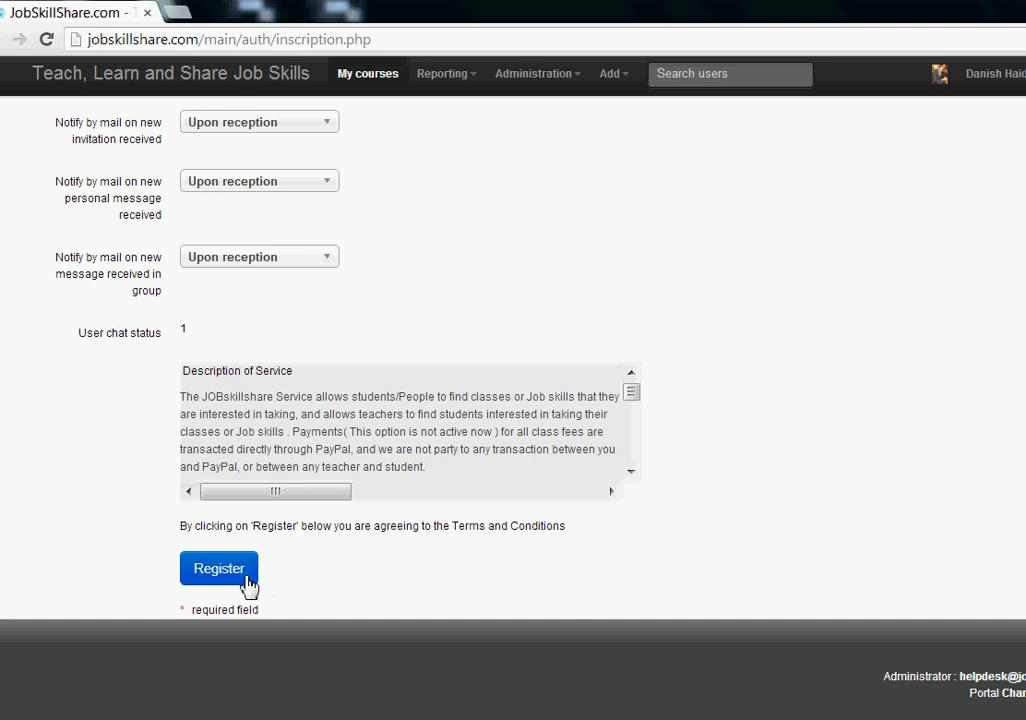 JobSkillShare.com -
jobskillshare.com/main/auth/inscription.php
Teach, Learn and Share Job Skills My courses Reporting Administration Add Search users Danish Haid
Notify by mail on new
invitation received
Upon reception
Notify by mail on new
personal message
received
Upon reception
Notify by mail on new
message received in
group
Upon reception
User chat status 1
Description of Service
The JOBskillshare Service allows students/People to find classes or Job skills that they
are interested in taking, and allows teachers to find students interested in taking their
classes or Job skills . Payments( This option is not active now ) for all class fees are
transacted directly through PayPal, and we are not party to any transaction between you
and PayPal, or between any teacher and student.
By clicking on 'Register' below you are agreeing to the Terms and Conditions
Register
* required field
Administrator : helpdesk@jo
Portal Cham